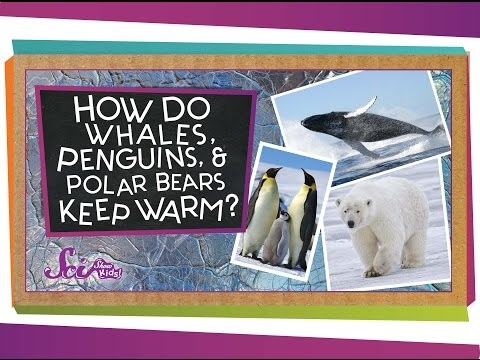 HOW DO
WHALES,
PENGUINS, &
POLAR BEARS
KEEP WARM?
Sci Show
Kids!